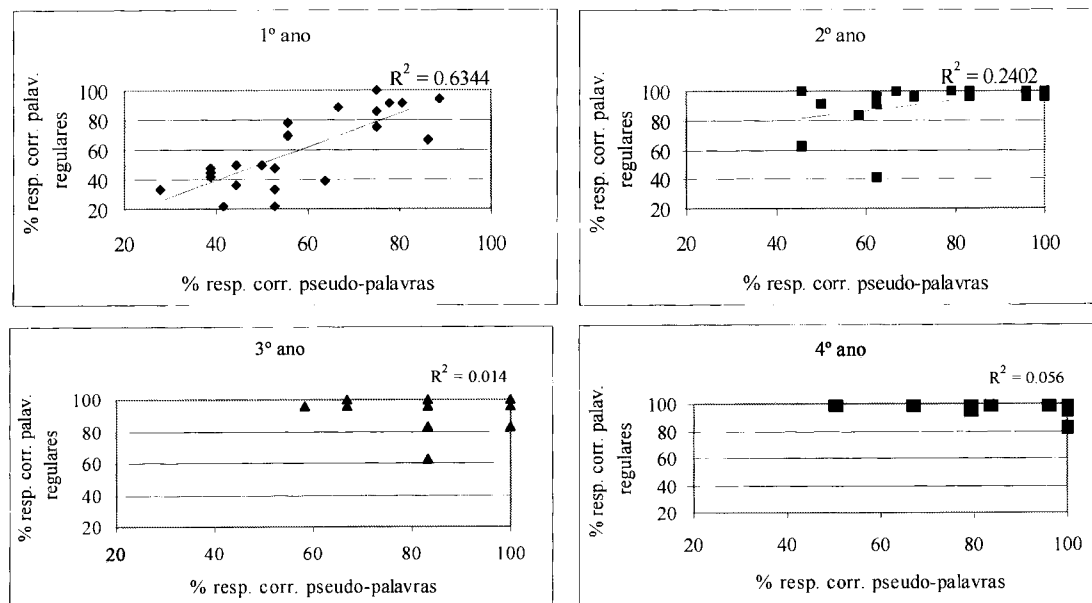 1º ano
R² = 0.6344
% resp. corr. palav.
regulares
100
80
60
40
20
20 40 60 80 100
% resp. corr. pseudo-palavras
2º ano
R² = 0.2402
% resp. corr. palav.
regulares
100
80
60
40
20
20 40 60 80 100
% resp. corr. pseudo-palavras
3º ano
R² = 0.014
% resp. corr. palav.
regulares
100
80
60
40
20
20 40 60 80 100
% resp. corr. pseudo-palavras
4º ano
R² = 0.056
% resp. corr. palav.
regulares
100
80
60
40
20
20 40 60 80 100
% resp. corr. pseudo-palavras